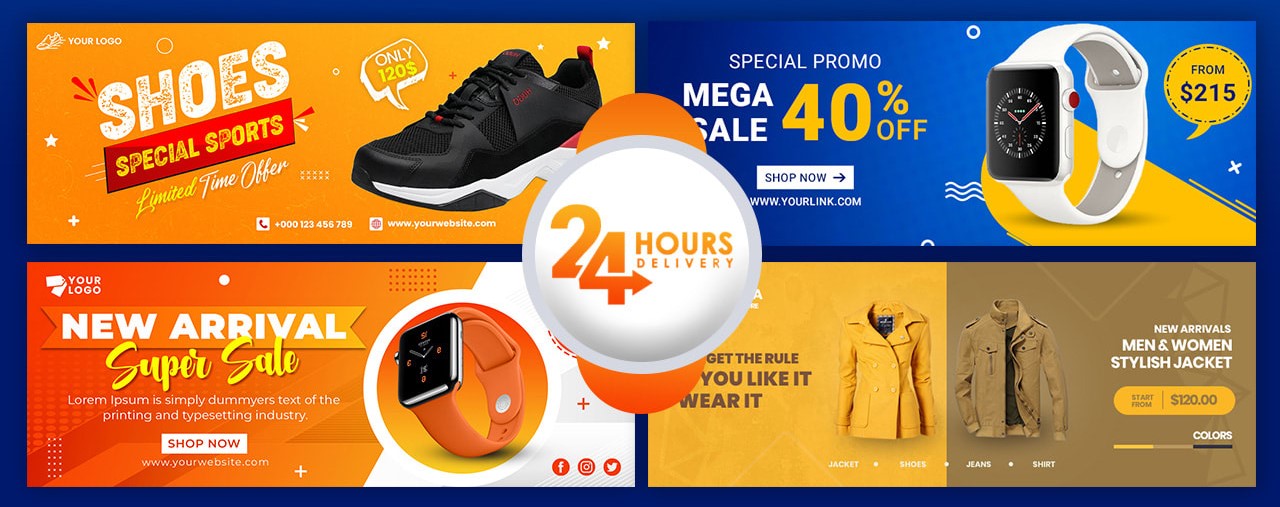 YOUR LOGO
SHOES
SPECIAL SPORTS
Limited Time Offer
ONLY
120$
+000 123 456 789
www.yourwebsite.com
SPECIAL PROMO
MEGA
SALE
40%
OFF
SHOP NOW
WWW.YOURLINK.COM
FROM
$215
24
HOURS
DELIVERY
YOUR
LOGO
NEW ARRIVAL
Super Sale
Lorem Ipsum is simply dummyers text of the
printing and typesetting industry.
SHOP NOW
www.yourwebsite.com
GET THE RULE
YOU LIKE IT
WEAR IT
JACKET
SHOES
JEANS
SHIRT
NEW ARRIVALS
MEN & WOMEN
STYLISH JACKET
START
FROM
$120.00
COLORS